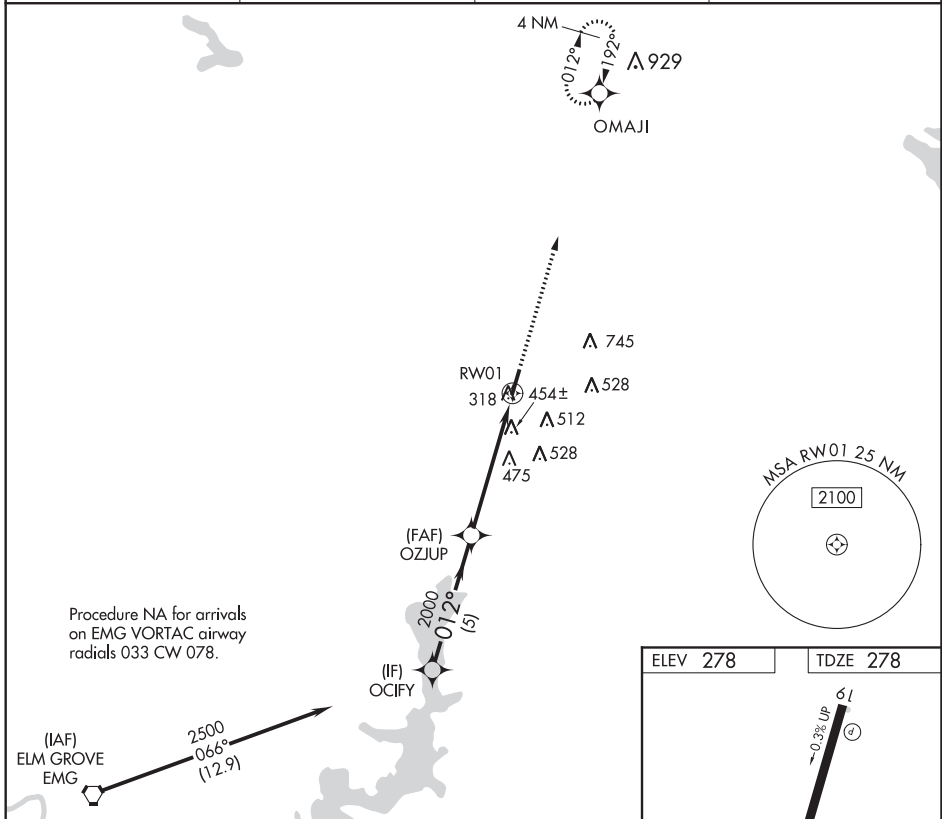 4 NM
012°
192°
929
OMAJI
745
RW01
318
454±
528
512
528
475
MSA RW01 25 NM
2100
(FAF)
OZJUP
2000
012°
(5)
Procedure NA for arrivals
on EMG VORTAC airway
radials 033 CW 078.
(IF)
OCIFY
ELEV 278
TDZE 278
19
0.3% UP
P
2500
066°
(12.9)
(IAF)
ELM GROVE
EMG